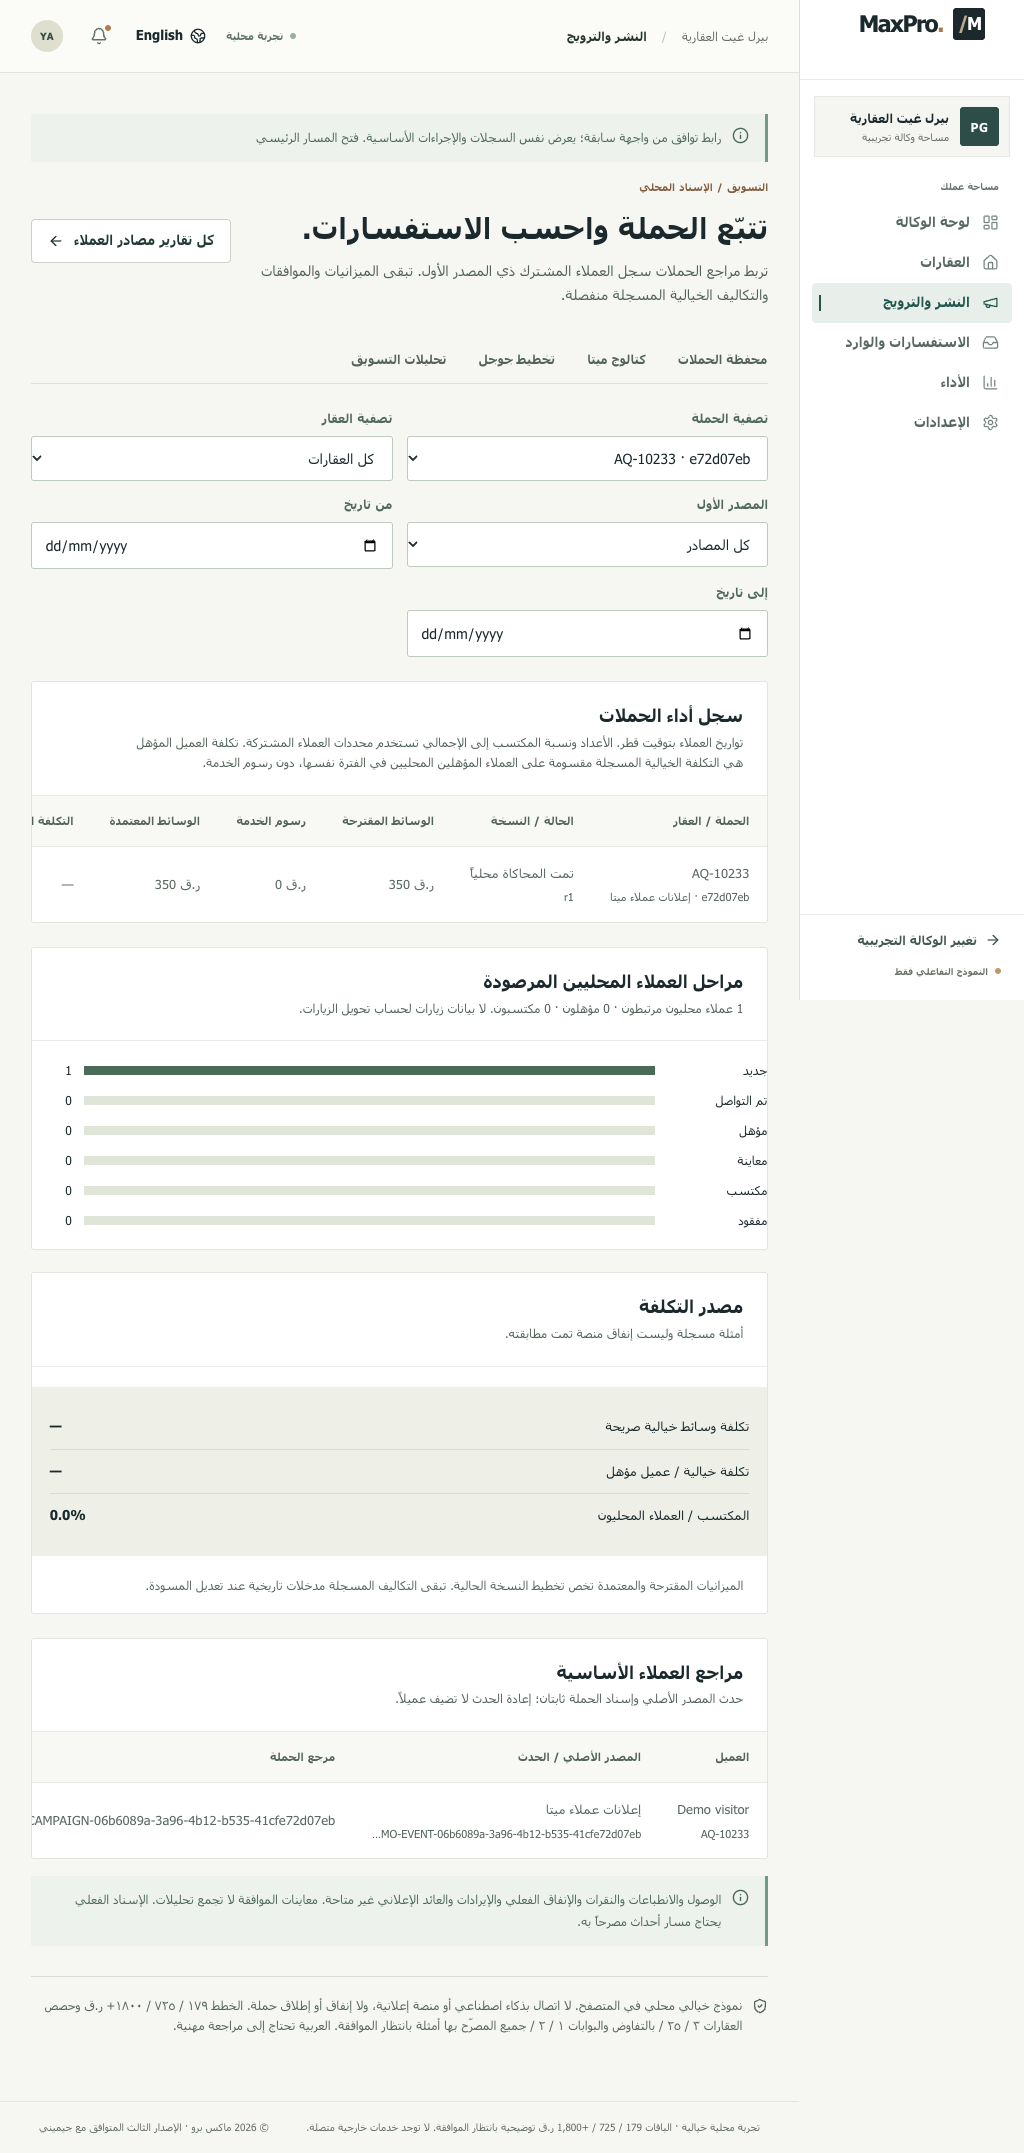 MaxPro. /M
PG
بيرل غيت العقارية
مساحة وكالة تجريبية
مساحة عملك
لوحة الوكالة
العقارات
النشر والترويج
الاستفسارات والوارد
الأداء
الإعدادات
تغيير الوكالة التجريبية
النموذج التفاعلي فقط
بيرل غيت العقارية / النشر والترويج
تجربة محلية
English
YA
رابط توافق من واجهة سابقة؛ يعرض نفس السجلات والإجراءات الأساسية. فتح المسار الرئيسي
التسويق / الإسناد المحلي
تتبّع الحملة واحسب الاستفسارات.
تربط مراجع الحملات سجل العملاء المشترك ذي المصدر الأول. تبقى الميزانيات والموافقات
والتكاليف الخيالية المسجلة منفصلة.
كل تقارير مصادر العملاء
محفظة الحملات
كتالوج ميتا
تخطيط جوجل
تحليلات التسويق
تصفية الحملة
AQ-10233 · e72d07eb
تصفية العقار
كل العقارات
المصدر الأول
كل المصادر
من تاريخ
dd/mm/yyyy
إلى تاريخ
dd/mm/yyyy
سجل أداء الحملات
تواريخ العملاء بتوقيت قطر. الأعداد ونسبة المكتسب إلى الإجمالي تستخدم محددات العملاء المشتركة. تكلفة العميل المؤهل
هي التكلفة الخيالية المسجلة مقسومة على العملاء المؤهلين المحليين في الفترة نفسها، دون رسوم الخدمة.
الحملة / العقار
الحالة / النسخة
الوسائط المقترحة
رسوم الخدمة
الوسائط المعتمدة
التكلفة ا
AQ-10233
e72d07eb · إعلانات عملاء ميتا
تمت المحاكاة محلياً
r1
ر.ق 350
ر.ق 0
ر.ق 350
—
مراحل العملاء المحليين المرصودة
1 عملاء محليون مرتبطون · 0 مؤهلون · 0 مكتسبون. لا بيانات زيارات لحساب تحويل الزيارات.
جديد 1
تم التواصل 0
مؤهل 0
معاينة 0
مكتسب 0
مفقود 0
مصدر التكلفة
أمثلة مسجلة وليست إنفاق منصة تمت مطابقته.
تكلفة وسائط خيالية صريحة —
تكلفة خيالية / عميل مؤهل —
المكتسب / العملاء المحليون 0.0%
الميزانيات المقترحة والمعتمدة تخص تخطيط النسخة الحالية. تبقى التكاليف المسجلة مدخلات تاريخية عند تعديل المسودة.
مراجع العملاء الأساسية
حدث المصدر الأصلي وإسناد الحملة ثابتان؛ إعادة الحدث لا تضيف عميلاً.
العميل
المصدر الأصلي / الحدث
مرجع الحملة
Demo visitor
AQ-10233
إعلانات عملاء ميتا
...MO-EVENT-06b6089a-3a96-4b12-b535-41cfe72d07eb
CAMPAIGN-06b6089a-3a96-4b12-b535-41cfe72d07eb
الوصول والانطباعات والنقرات والإنفاق الفعلي والإيرادات والعائد الإعلاني غير متاحة. معاينات الموافقة لا تجمع تحليلات. الإسناد الفعلي
يحتاج مسار أحداث مصرحاً به.
نموذج خيالي محلي في المتصفح. لا اتصال بذكاء اصطناعي أو منصة إعلانية، ولا إنفاق أو إطلاق حملة. الخطط ١٧٩ / ٧٢٥ / ١٨٠٠+ ر.ق وحصص
العقارات ٣ / ٢٥ / بالتفاوض والبوابات ١ / ٢ / جميع المصرّح بها أمثلة بانتظار الموافقة. العربية تحتاج إلى مراجعة مهنية.
تجربة محلية خيالية · الباقات 179 / 725 / +1,800 ر.ق توضيحية بانتظار الموافقة. لا توجد خدمات خارجية متصلة.
© 2026 ماكس برو · الإصدار الثالث المتوافق مع جيميني